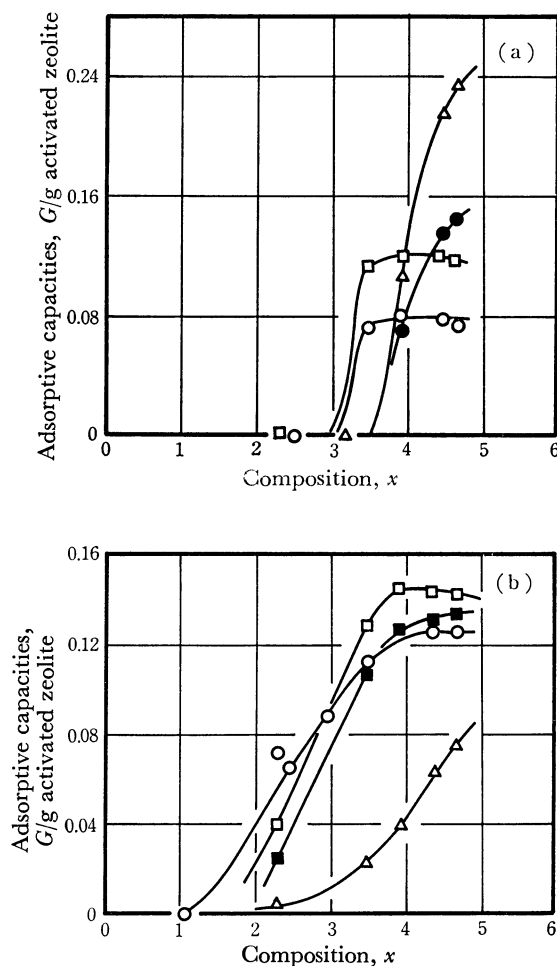 (a)
Adsorptive capacities, G/g activated zeolite
0.24
0.16
0.08
0
0 1 2 3 4 5 6
Composition, x
(b)
Adsorptive capacities,
G/g activated zeolite
0.16
0.12
0.08
0.04
0
0 1 2 3 4 5 6
Composition, x